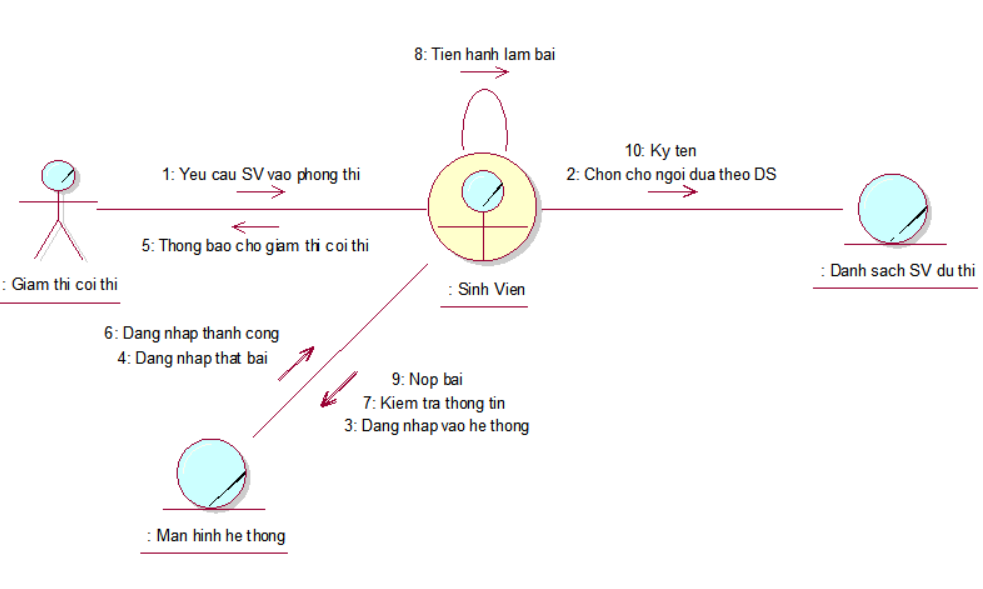 8: Tien hanh lam bai
10: Ky ten
1: Yeu cau SV vao phong thi
2: Chon cho ngoi dua theo DS
5: Thong bao cho giam thi coi thi
: Giam thi coi thi
: Sinh Vien
: Danh sach SV du thi
6: Dang nhap thanh cong
4: Dang nhap that bai
9: Nop bai
7: Kiem tra thong tin
3: Dang nhap vao he thong
: Man hinh he thong